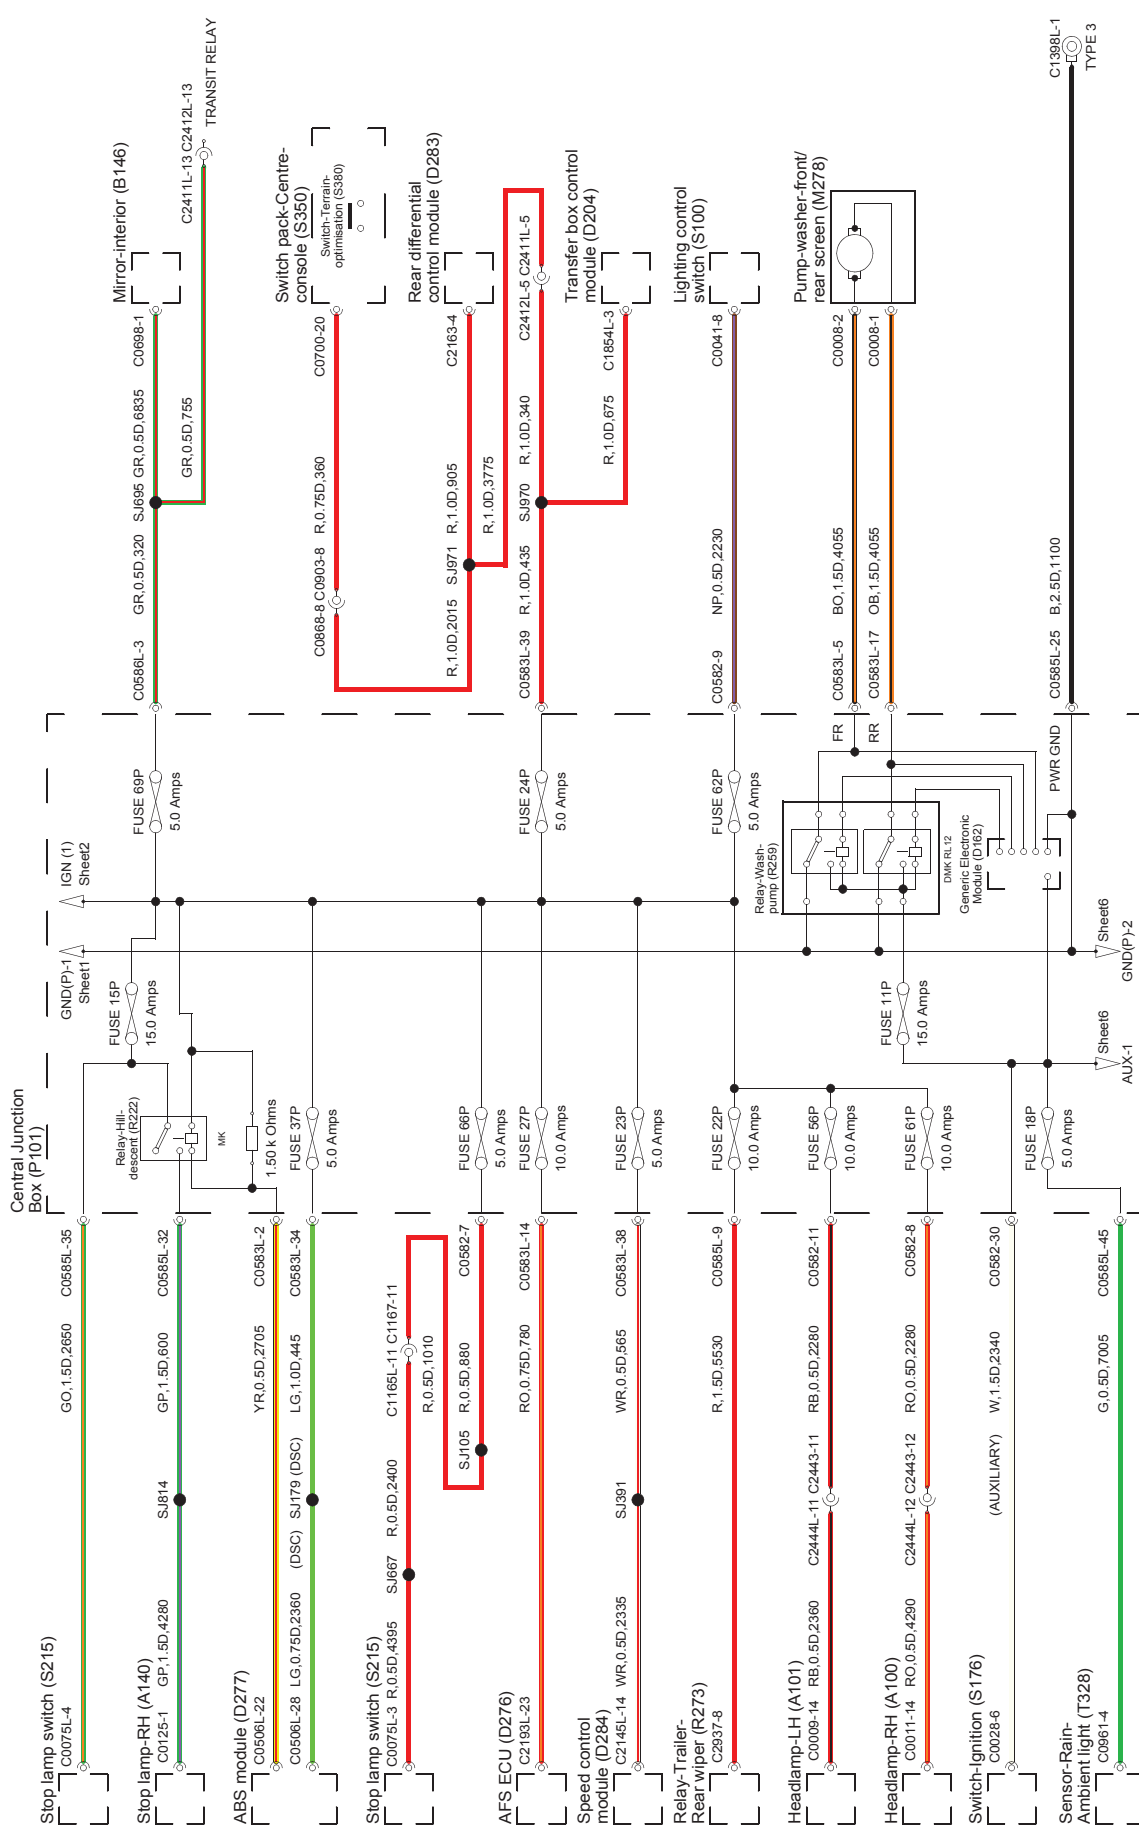 Central Junction
Box (P101)
Stop lamp switch (S215)
C0075L-4
GO,1.5D,2650
C0585L-35
Stop lamp-RH (A140)
C0125-1
GP,1.5D,4280
SJ814
GP,1.5D,600
C0585L-32
ABS module (D277)
C0506L-22
YR,0.5D,2705
C0583L-2
C0506L-28
LG,0.75D,2360
(DSC)
SJ179 (DSC)
LG,1.0D,445
C0583L-34
Stop lamp switch (S215)
C0075L-3
R,0.5D,4395
SJ667
R,0.5D,2400
C1165L-11
C1167-11
R,0.5D,1010
SJ105
R,0.5D,880
C0582-7
AFS ECU (D276)
C2193L-23
RO,0.75D,780
C0583L-14
Speed control
module (D284)
C2145L-14
WR,0.5D,2335
SJ391
WR,0.5D,565
C0583L-38
Relay-Trailer-
Rear wiper (R273)
C2937-8
R,1.5D,5530
C0585L-9
Headlamp-LH (A101)
C0009-14
RB,0.5D,2360
C2444L-11
C2443-11
RB,0.5D,2280
C0582-11
Headlamp-RH (A100)
C0011-14
RO,0.5D,4290
C2444L-12
C2443-12
RO,0.5D,2280
C0582-8
Switch-Ignition (S176)
C0028-6
(AUXILIARY)
W,1.5D,2340
C0582-30
Sensor-Rain-
Ambient light (T328)
C0961-4
G,0.5D,7005
C0585L-45
Relay-Hill-
descent (R222)
MK
1.50 k Ohms
FUSE 15P
15.0 Amps
FUSE 37P
5.0 Amps
FUSE 66P
5.0 Amps
FUSE 27P
10.0 Amps
FUSE 23P
5.0 Amps
FUSE 22P
10.0 Amps
FUSE 56P
10.0 Amps
FUSE 61P
10.0 Amps
FUSE 18P
5.0 Amps
FUSE 11P
15.0 Amps
GND(P)-1
Sheet1
IGN (1)
Sheet2
Sheet6
GND(P)-2
Sheet6
AUX-1
FUSE 69P
5.0 Amps
FUSE 24P
5.0 Amps
FUSE 62P
5.0 Amps
Relay-Wash-
pump (R259)
DMK RL12
Generic Electronic
Module (D162)
FR
RR
PWR GND
C0586L-3
GR,0.5D,320
SJ695
GR,0.5D,6835
C0698-1
Mirror-interior (B146)
GR,0.5D,755
C2411L-13
C2412L-13
TRANSIT RELAY
C0868-8
C0903-8
R,0.75D,360
C0700-20
Switch pack-Centre-
console (S350)
Switch-Terrain-
optimisation (S380)
R,1.0D,2015
SJ971
R,1.0D,905
C2163-4
Rear differential
control module (D283)
R,1.0D,3775
C0583L-39
R,1.0D,435
SJ970
R,1.0D,340
C2412L-5
C2411L-5
R,1.0D,675
C1854L-3
Transfer box control
module (D204)
C0582-9
NP,0.5D,2230
C0041-8
Lighting control
switch (S100)
C0583L-5
BO,1.5D,4055
C0008-2
C0583L-17
OB,1.5D,4055
C0008-1
Pump-washer-front/
rear screen (M278)
C0585L-25
B,2.5D,1100
C1398L-1
TYPE 3